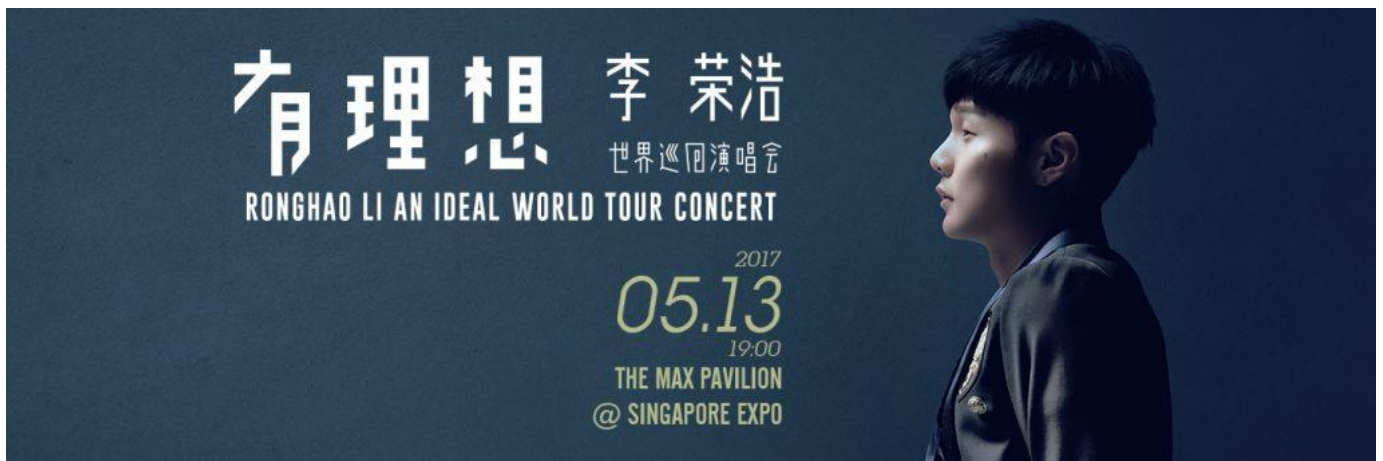 有理想 李荣浩
世界巡回演唱会
RONGHAO LI AN IDEAL WORLD TOUR CONCERT
2017
05.13
19:00
THE MAX PAVILION
@ SINGAPORE EXPO